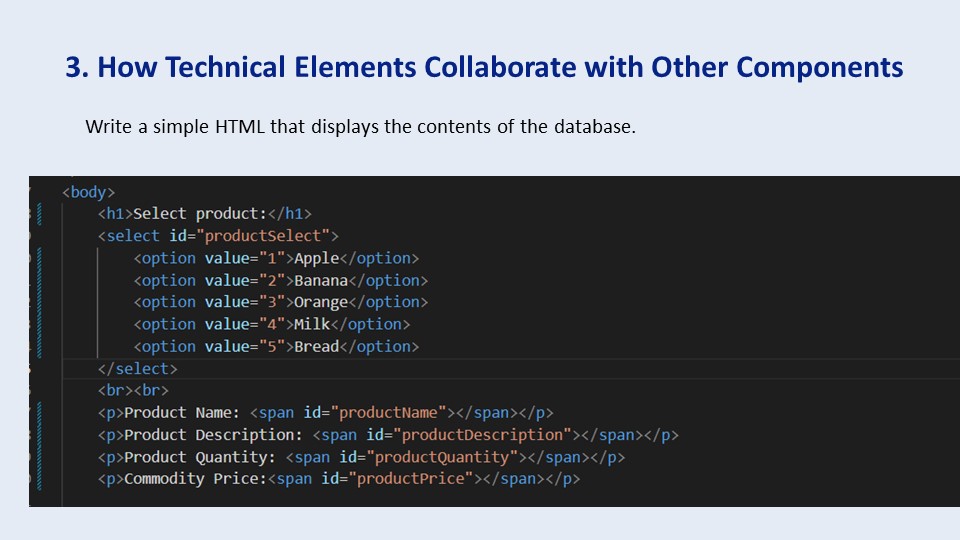 3. How Technical Elements Collaborate with Other Components
Write a simple HTML that displays the contents of the database.
<body>
<h1>Select product:</h1>
<select id="productSelect">
<option value="1">Apple</option>
<option value="2">Banana</option>
<option value="3">Orange</option>
<option value="4">Milk</option>
<option value="5">Bread</option>
</select>
<br><br>
<p>Product Name: <span id="productName"></span></p>
<p>Product Description: <span id="productDescription"></span></p>
<p>Product Quantity: <span id="productQuantity"></span></p>
<p>Commodity Price:<span id="productPrice"></span></p>